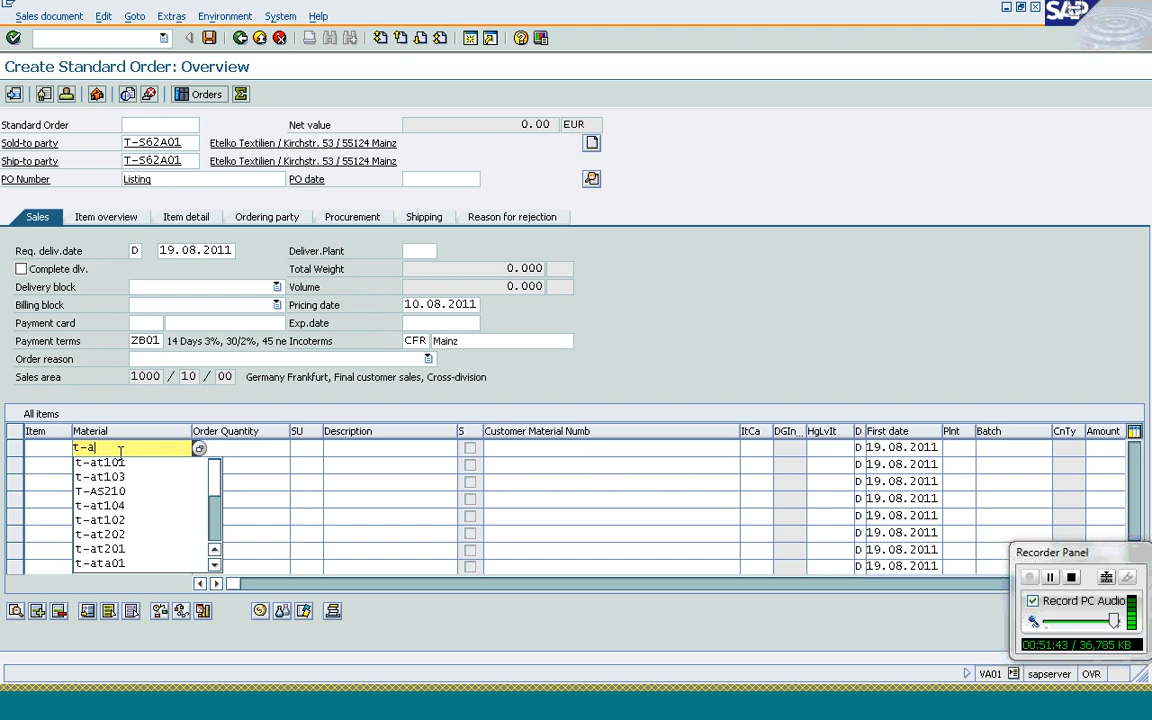 Sales document Edit Goto Extras Environment System Help
SAP
Create Standard Order: Overview
Orders
Standard Order Net value 0.00 EUR
Sold-to party T-S62A01 Etelko Textilien / Kirchstr. 53 / 55124 Mainz
Ship-to party T-S62A01 Etelko Textilien / Kirchstr. 53 / 55124 Mainz
PO Number Listing PO date
Sales Item overview Item detail Ordering party Procurement Shipping Reason for rejection
Req. deliv.date D 19.08.2011 Deliver.Plant
Complete dlv. Total Weight 0.000
Delivery block Volume 0.000
Billing block Pricing date 10.08.2011
Payment card Exp.date
Payment terms ZB01 14 Days 3%, 30/2%, 45 ne Incoterms CFR Mainz
Order reason
Sales area 1000 / 10 / 00 Germany Frankfurt, Final customer sales, Cross-division
All items
Item Material Order Quantity SU Description S Customer Material Numb ItCa DGIn... HgLvIt D First date Plnt Batch CnTy Amount
t-a D 19.08.2011
t-at101 D 19.08.2011
t-at103 D 19.08.2011
T-AS210
t-at104 D 19.08.2011
t-at102 D 19.08.2011
t-at202 D 19.08.2011
t-at201 D 19.08.2011
t-ata01 D 19.08.2011
Recorder Panel
Record PC Audio
00:51:43 / 36,785 KB
VA01 sapserver OVR